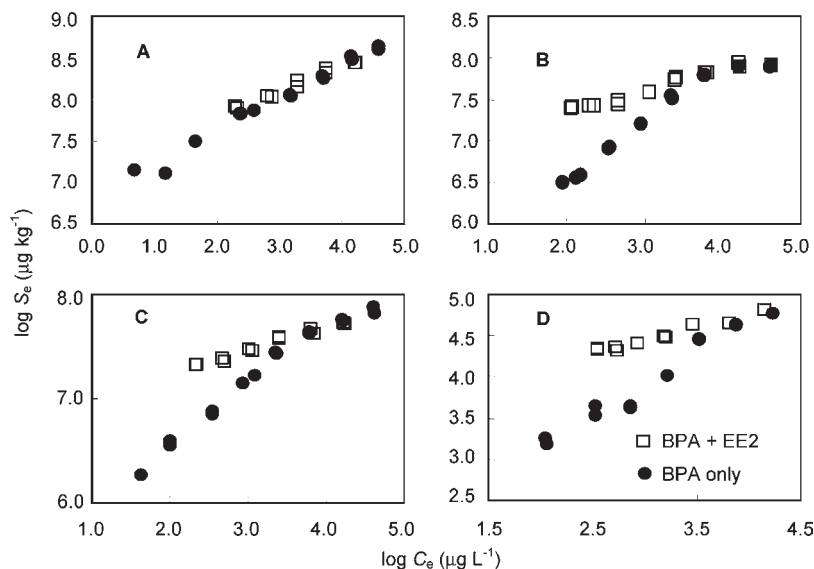 9.0
8.5
8.0
7.5
7.0
6.5
A
0.0 1.0 2.0 3.0 4.0 5.0
8.5
8.0
7.5
7.0
6.5
6.0
B
1.0 2.0 3.0 4.0 5.0
log Se (µg kg-1)
8.0
7.0
6.0
C
1.0 2.0 3.0 4.0 5.0
5.0
4.5
4.0
3.5
3.0
2.5
D
BPA + EE2
BPA only
1.5 2.5 3.5 4.5
log Ce (µg L-1)